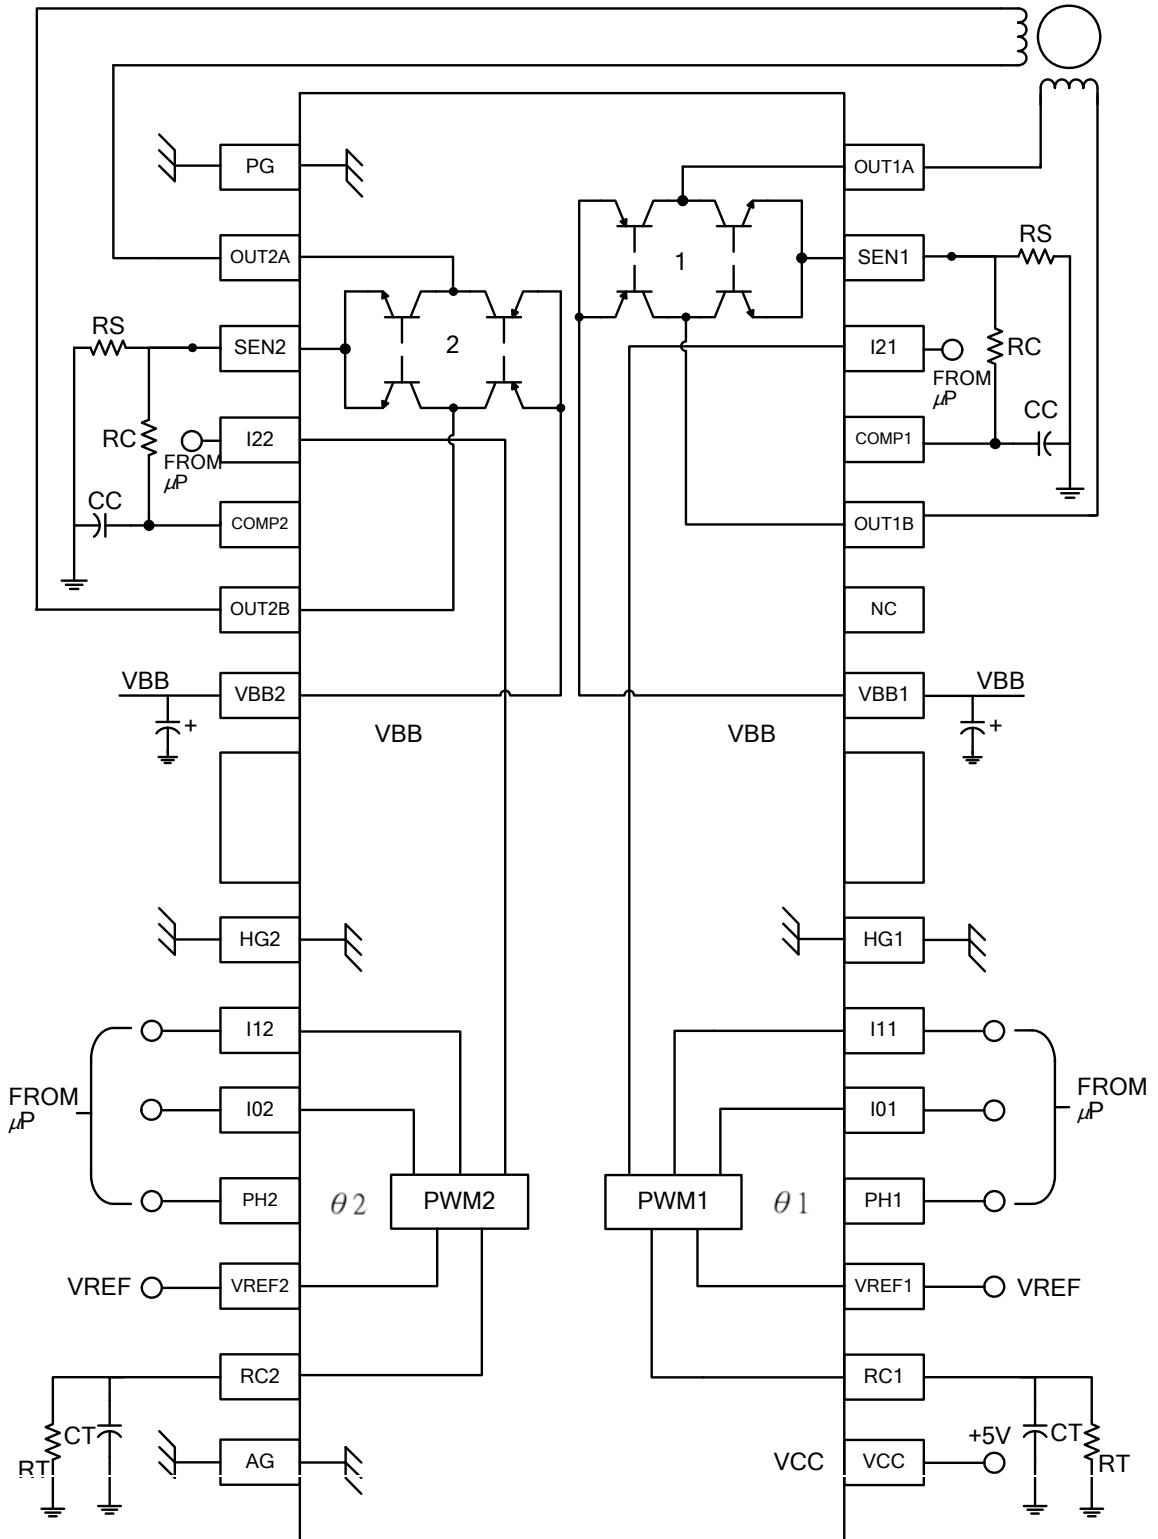 PG
OUT1A
OUT2A
1
SEN1
RS
RS
SEN2
2
I21
RC
FROM
μP
RC
I22
FROM
μP
COMP1
CC
CC
COMP2
OUT1B
OUT2B
NC
VBB
VBB2
VBB1
VBB
+
+
VBB
VBB
HG2
HG1
I12
I11
FROM
μP
I02
I01
FROM
μP
PH2
θ2
PWM2
PWM1
θ1
PH1
VREF
VREF2
VREF1
VREF
RC2
RC1
CT
RT
AG
VCC
VCC
+5V
CT
RT